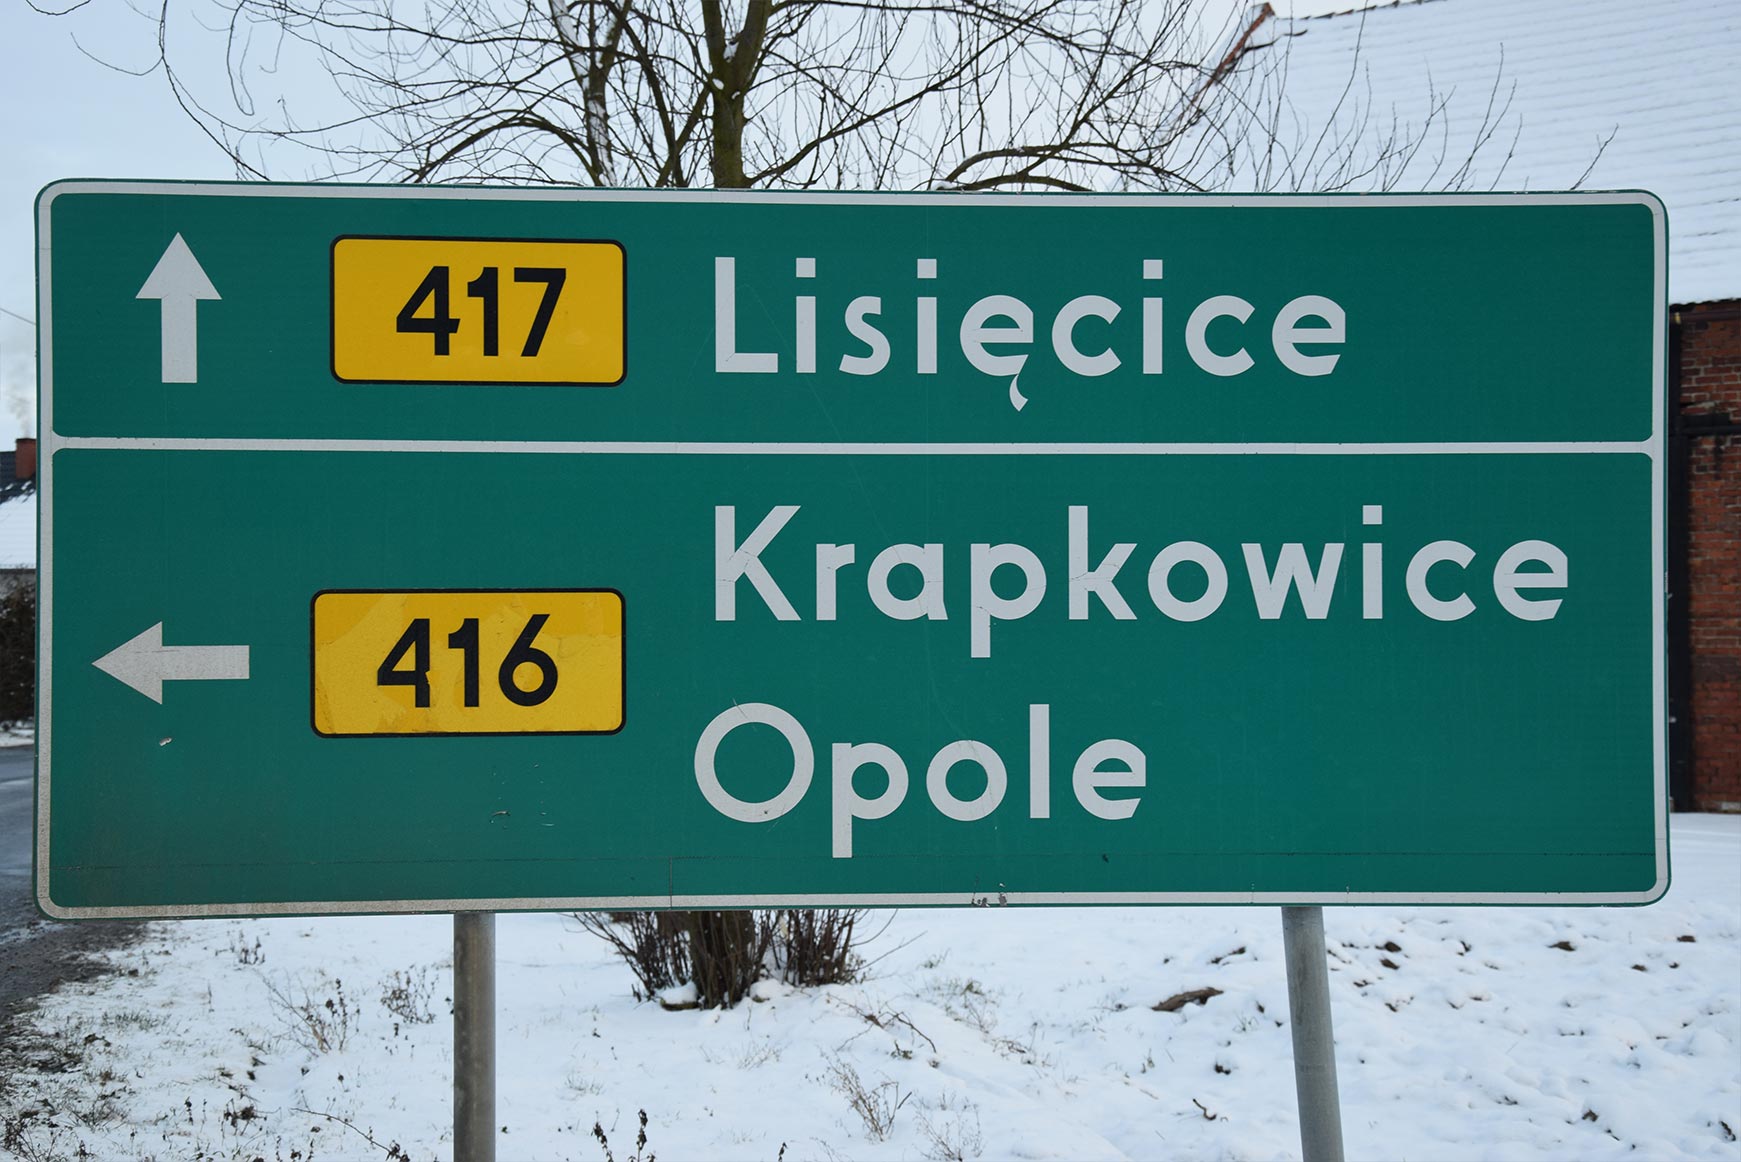 417 Lisięcice
Krapkowice
416
Opole